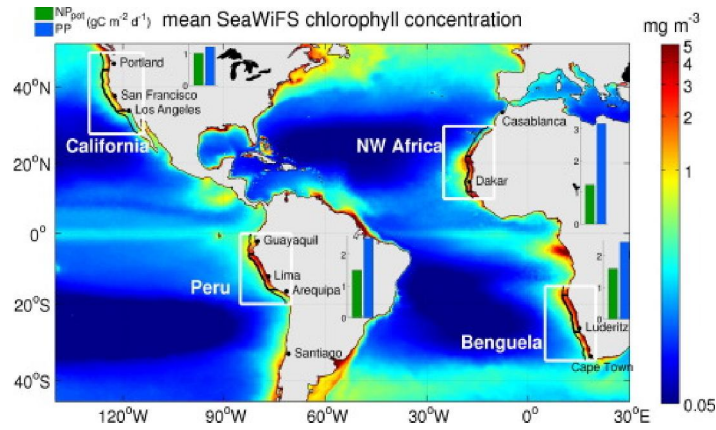 NPpot (gC m-2 d-1) mean SeaWiFS chlorophyll concentration
PP
mg m-3
5
4
3
2
1
0.05
40°N
20°N
0°
20°S
40°S
120°W
90°W
60°W
30°W
0°
30°E
1
0
Portland
San Francisco
Los Angeles
California
NW Africa
Casablanca
Dakar
3
2
1
0
Guayaquil
Lima
Arequipa
Peru
Santiago
2
1
0
Benguela
Luderitz
Cape Town
2
1
0